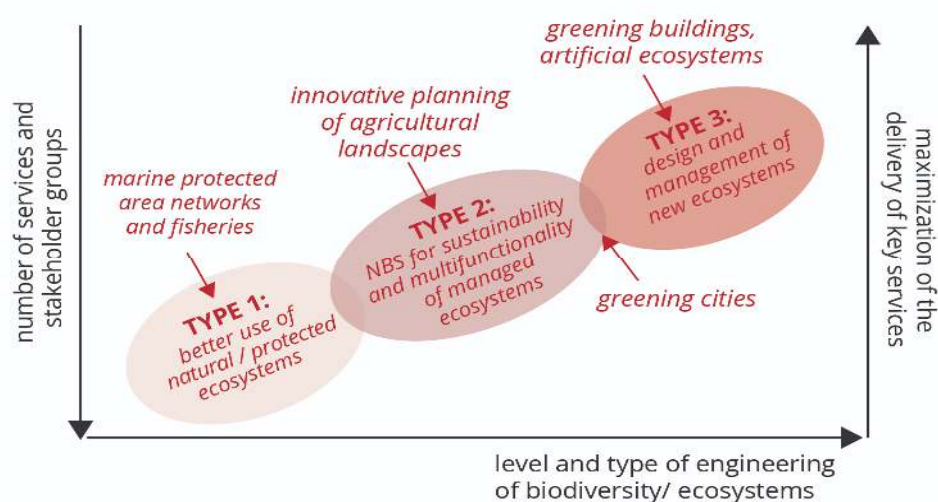 number of services and
stakeholder groups
marine protected
area networks
and fisheries
TYPE 1:
better use of
natural / protected
ecosystems
innovative planning
of agricultural
landscapes
TYPE 2:
NBS for sustainability
and multifunctionality
of managed
ecosystems
greening buildings,
artificial ecosystems
TYPE 3:
design and
management of
new ecosystems
greening cities
maximization of the
delivery of key services
level and type of engineering
of biodiversity/ ecosystems